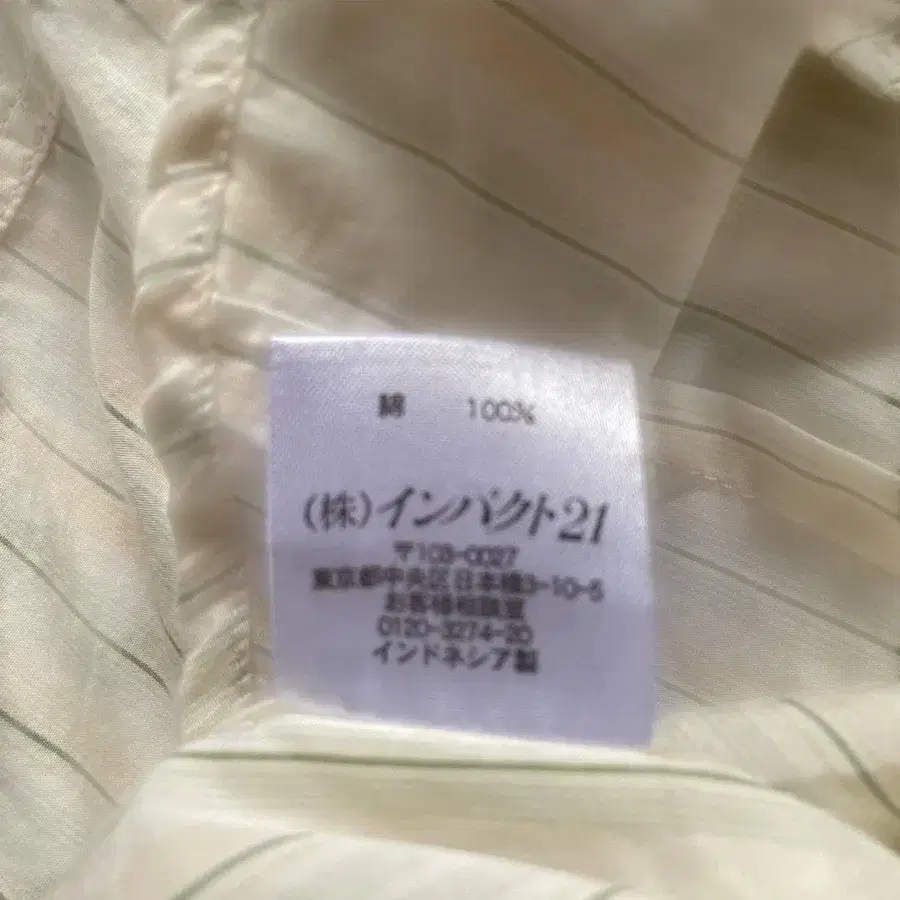 綿 100%
(株)インパクト21
〒103-0027
東京都中央区日本橋3-10-5
お客様相談室
0120-3274-20
インドネシア製